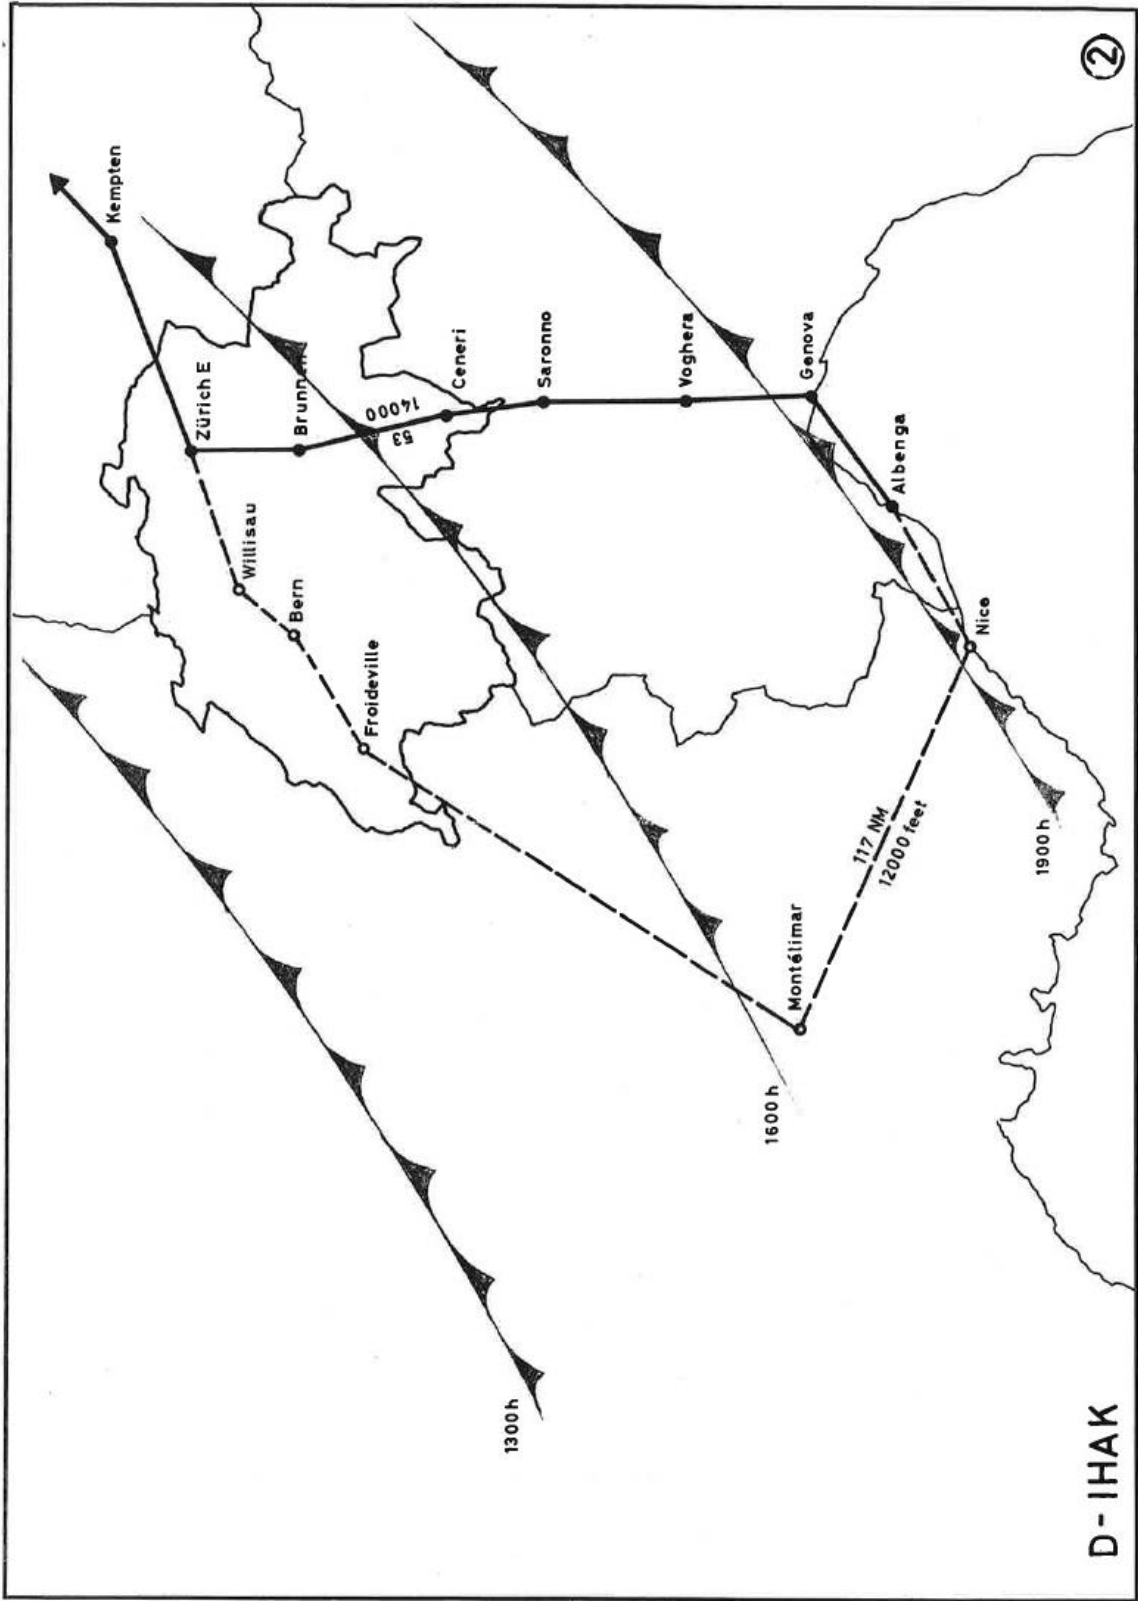 Kempten
Zürich E
Brunnen
53
14000
Ceneri
Saronno
Voghera
Genova
Albenga
Nice
Willisau
Bern
Froideville
Montélimar
117 NM
12000 feet
1300h
1600h
1900h
D-IHAK
2